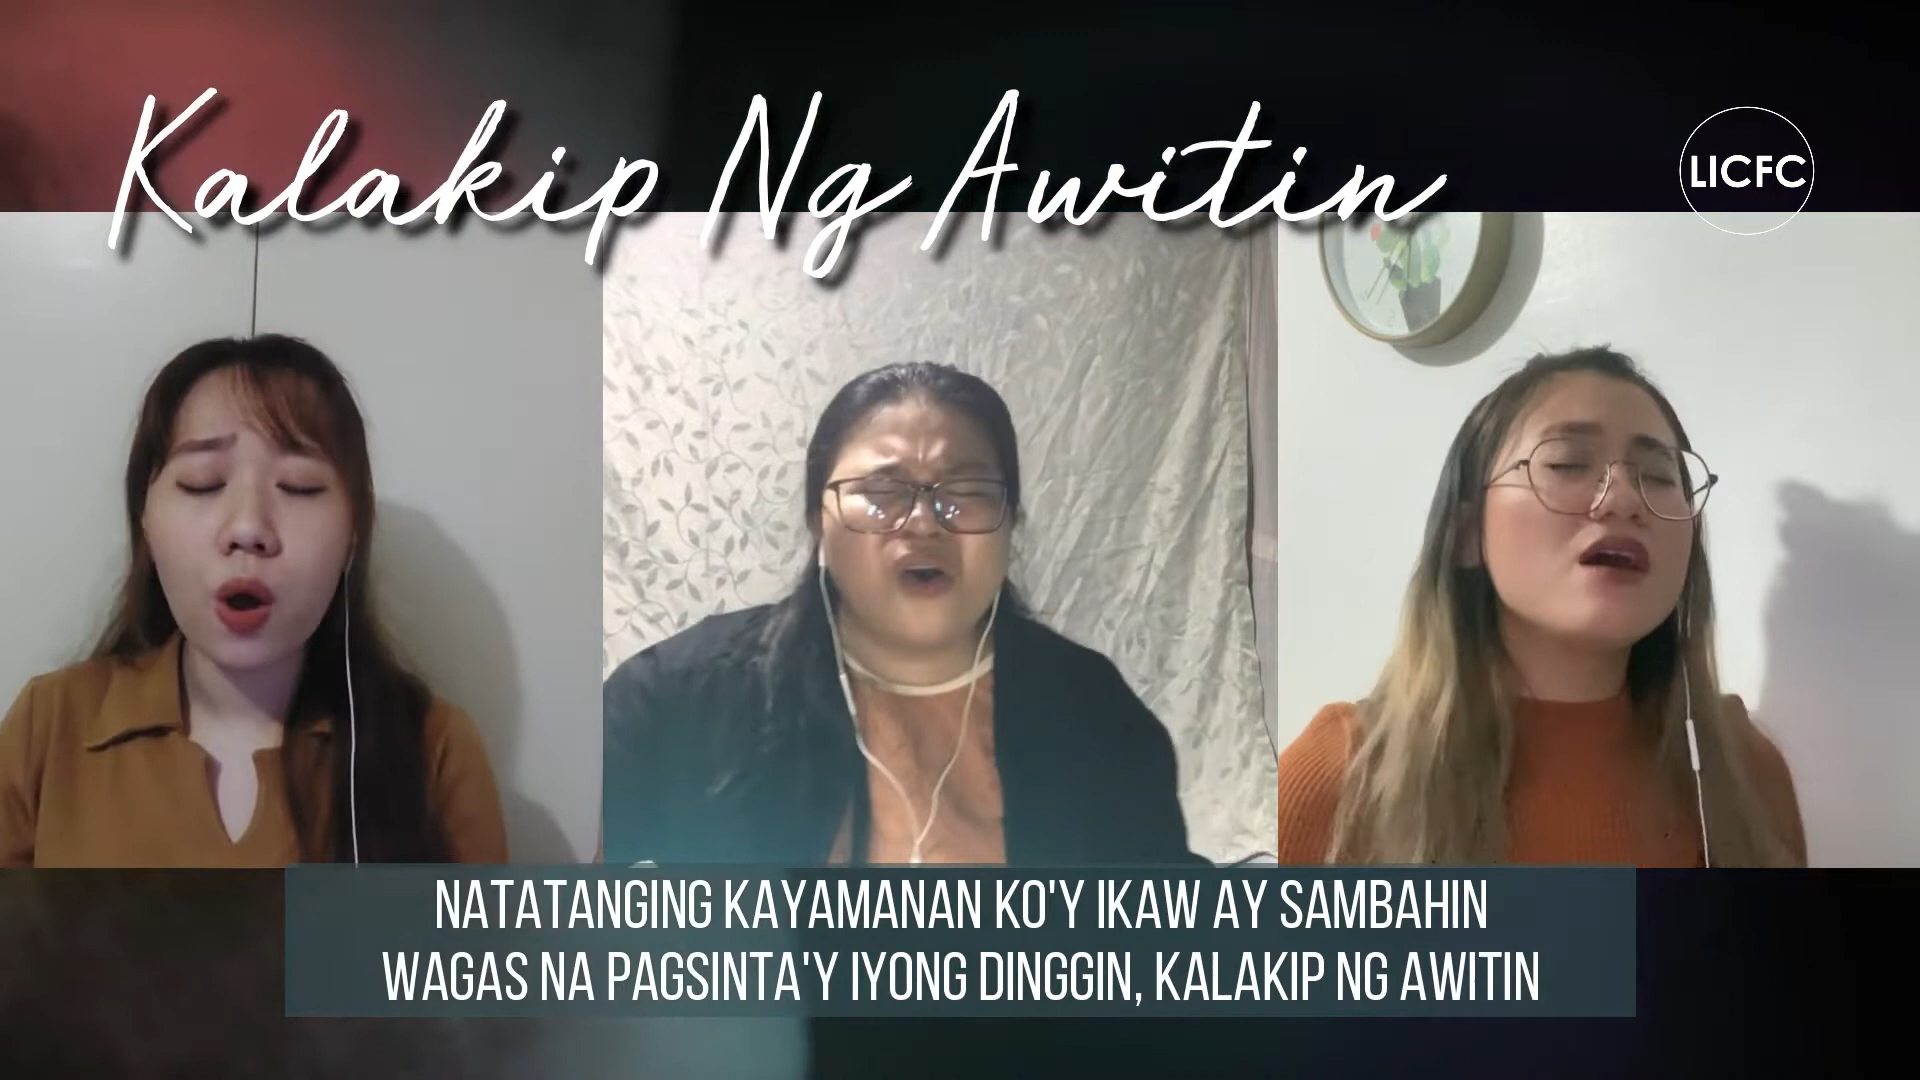 Kalakip Ng Awitin
LICFC
NATATANGING KAYAMANAN KO'Y IKAW AY SAMBAHIN
WAGAS NA PAGSINTA'Y IYONG DINGGIN, KALAKIP NG AWITIN